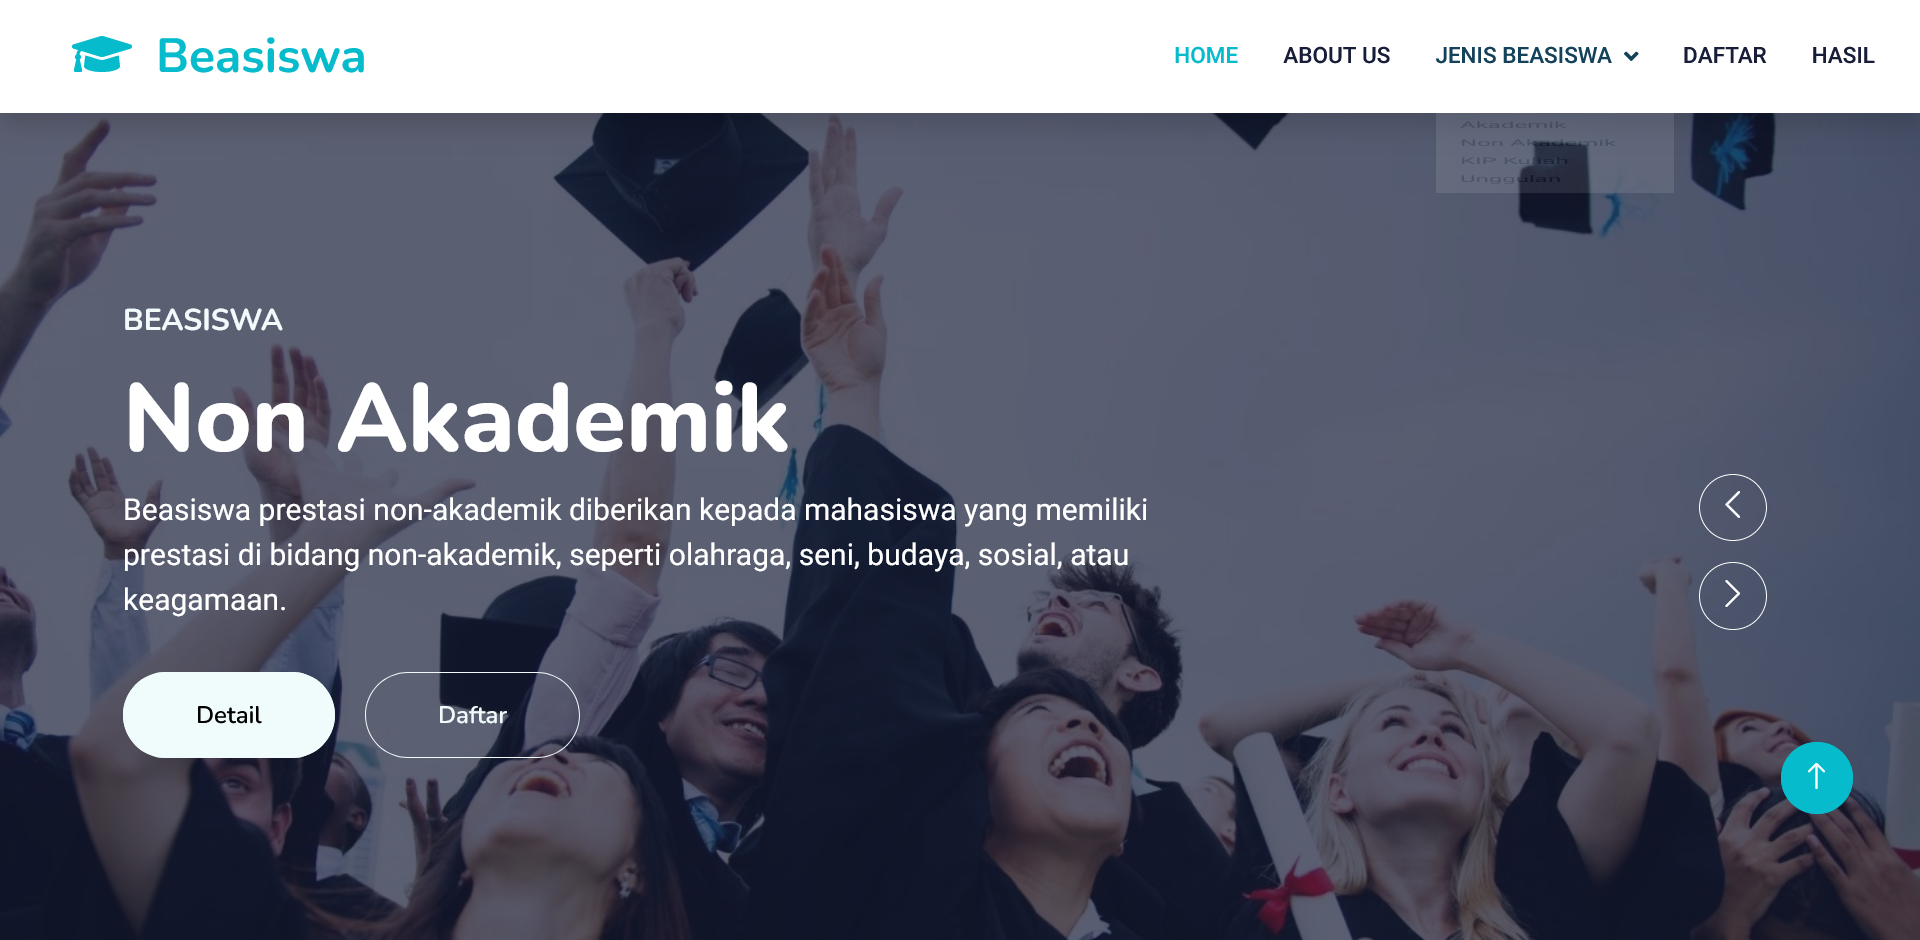 Beasiswa
HOME
ABOUT US
JENIS BEASISWA
DAFTAR
HASIL
Akademik
Non Akademik
KIP Kuliah
Unggulan
BEASISWA
Non Akademik
Beasiswa prestasi non-akademik diberikan kepada mahasiswa yang memiliki
prestasi di bidang non-akademik, seperti olahraga, seni, budaya, sosial, atau
keagamaan.
Detail
Daftar